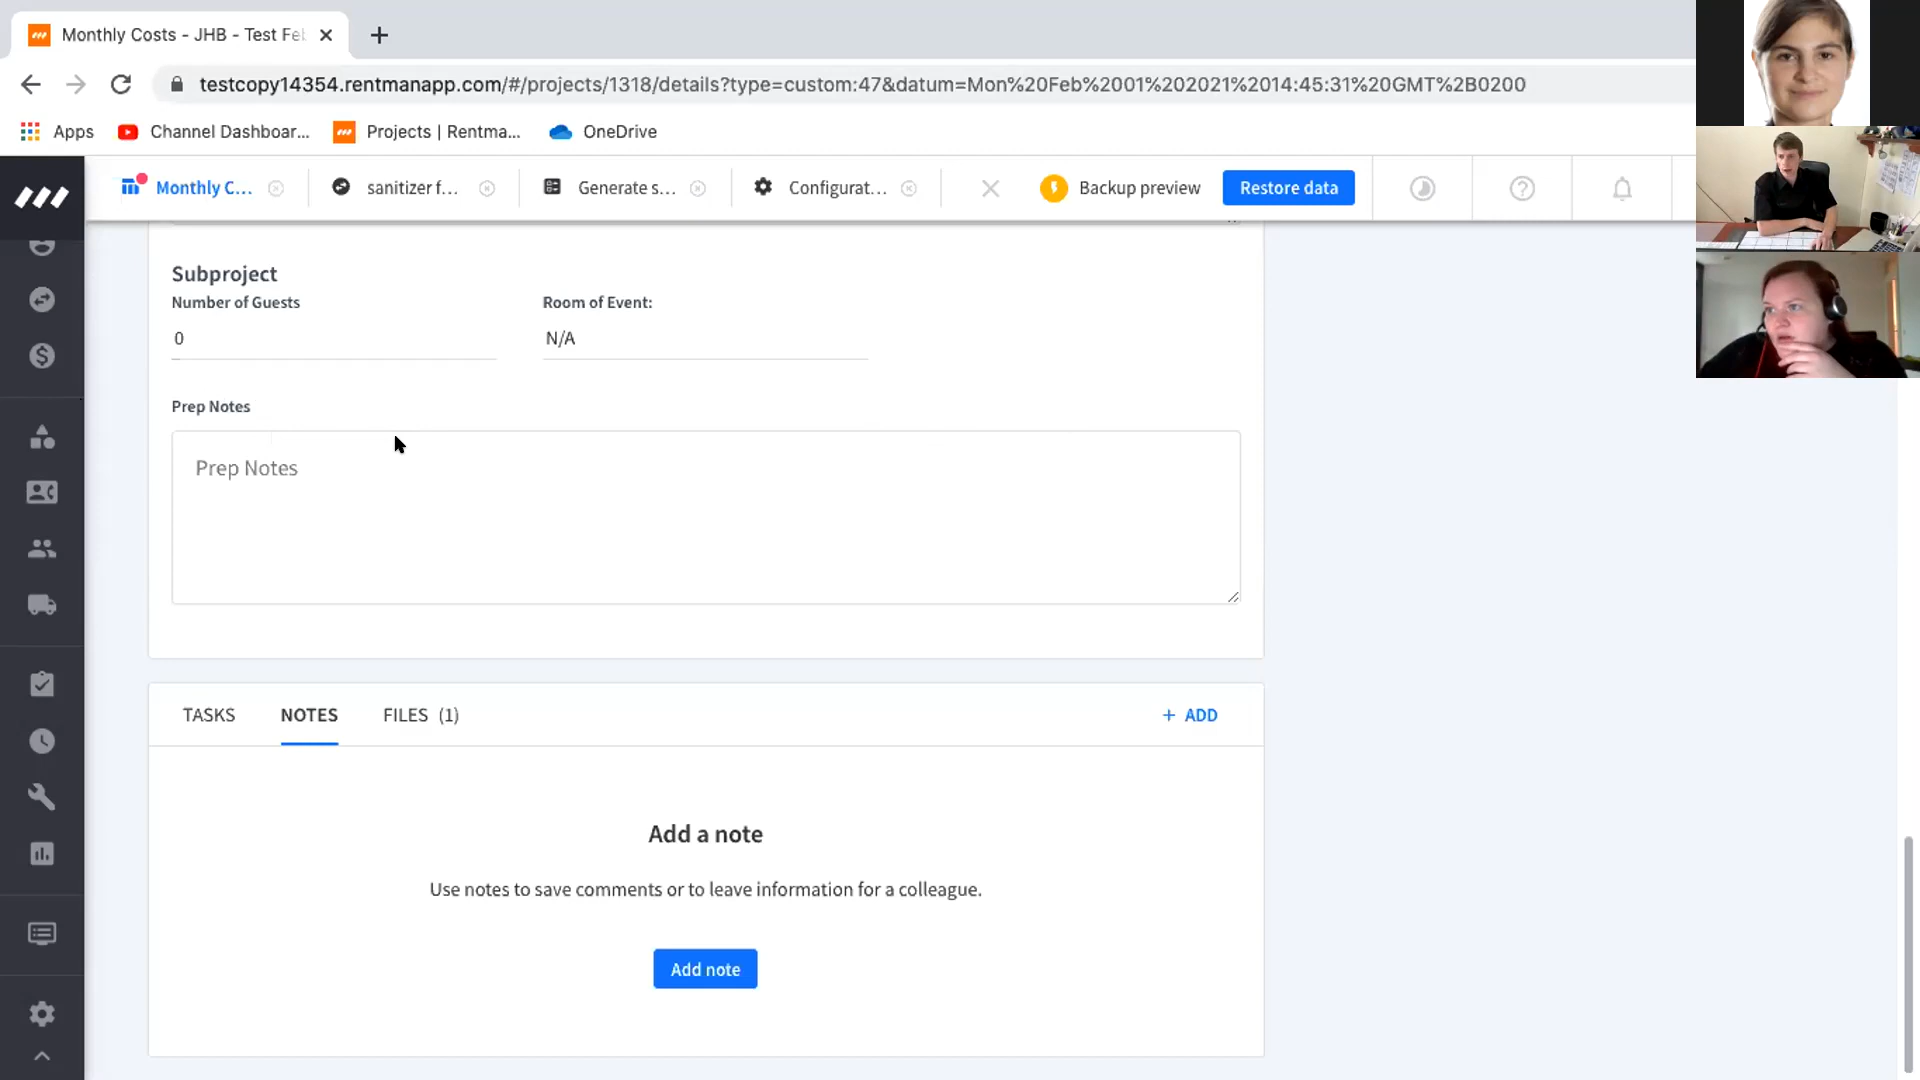 Monthly Costs - JHB - Test Feb
testcopy14354.rentmanapp.com/#/projects/1318/details?type=custom:47&datum=Mon%20Feb%2001%202021%2014:45:31%20GMT%2B0200
Apps
Channel Dashboar...
Projects | Rentma...
OneDrive
Monthly C...
sanitizer f...
Generate s...
Configurat...
Backup preview
Restore data
Subproject
Number of Guests
Room of Event:
0
N/A
Prep Notes
Prep Notes
TASKS
NOTES
FILES (1)
+ ADD
Add a note
Use notes to save comments or to leave information for a colleague.
Add note